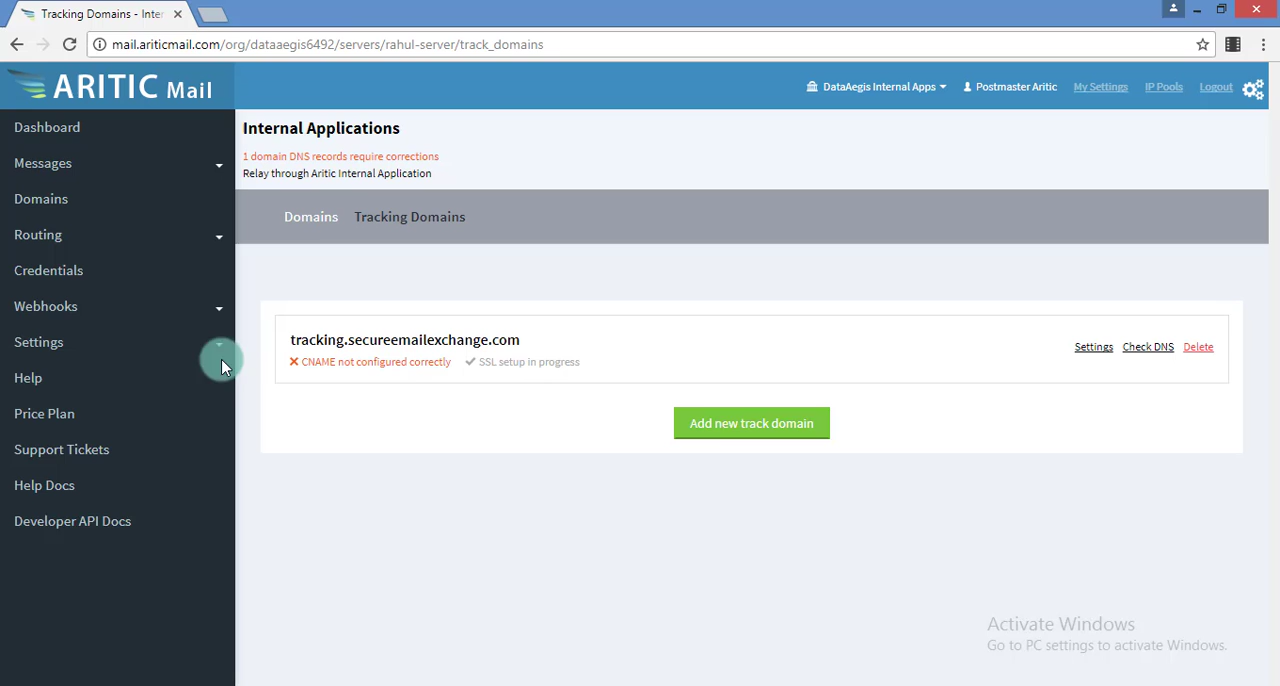 Tracking Domains - Inter
mail.ariticmail.com/org/dataaegis6492/servers/rahul-server/track_domains
ARITIC Mail
DataAegis Internal Apps
Postmaster Aritic
My Settings
IP Pools
Logout
Dashboard
Messages
Domains
Routing
Credentials
Webhooks
Settings
Help
Price Plan
Support Tickets
Help Docs
Developer API Docs
Internal Applications
1 domain DNS records require corrections
Relay through Aritic Internal Application
Domains Tracking Domains
tracking.secureemailexchange.com
CNAME not configured correctly SSL setup in progress
Settings Check DNS Delete
Add new track domain
Activate Windows
Go to PC settings to activate Windows.